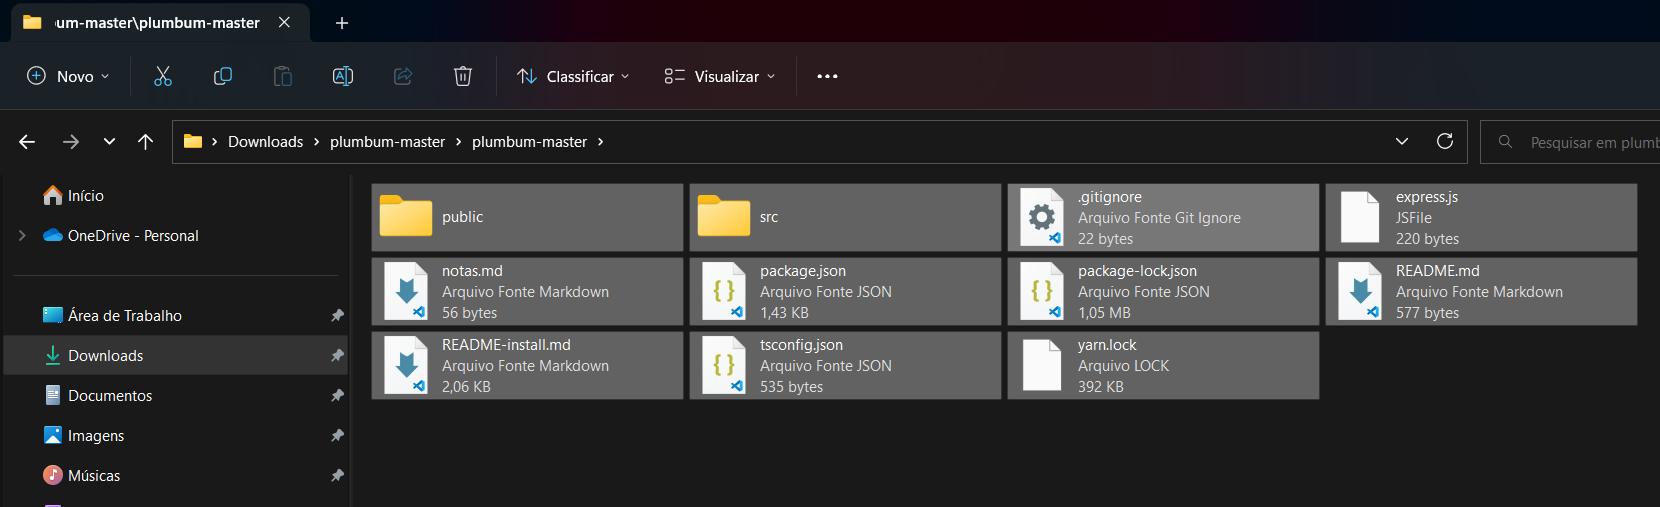 um-master\plumbum-master
Novo
Classificar
Visualizar
Downloads > plumbum-master > plumbum-master >
Pesquisar em plumb
Início
OneDrive - Personal
Área de Trabalho
Downloads
Documentos
Imagens
Músicas
public
src
.gitignore
Arquivo Fonte Git Ignore
22 bytes
express.js
JSFile
220 bytes
notas.md
Arquivo Fonte Markdown
56 bytes
package.json
Arquivo Fonte JSON
1,43 KB
package-lock.json
Arquivo Fonte JSON
1,05 MB
README.md
Arquivo Fonte Markdown
577 bytes
README-install.md
Arquivo Fonte Markdown
2,06 KB
tsconfig.json
Arquivo Fonte JSON
535 bytes
yarn.lock
Arquivo LOCK
392 KB